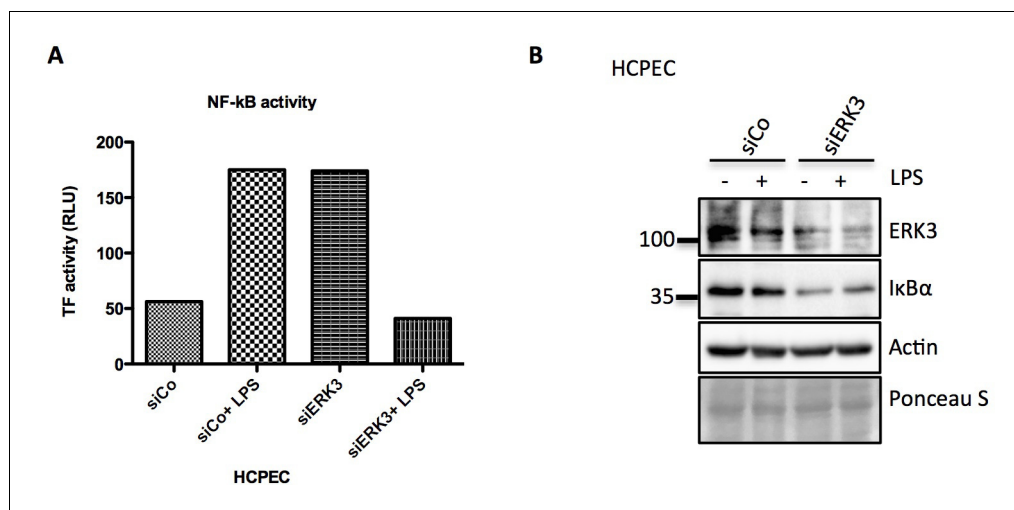 A
NF-kB activity
TF activity (RLU)
200
150
100
50
0
siCo
siCo+ LPS
siERK3
siERK3+ LPS
HCPEC
B
HCPEC
siCo siERK3
- + - + LPS
100 ERK3
35 IκBα
Actin
Ponceau S